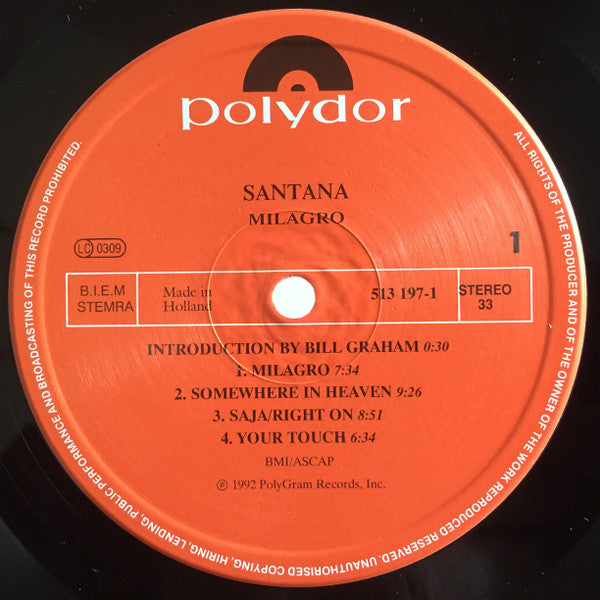 polydor
SANTANA
MILAGRO
LC 0309
1
B.I.E.M
STEMRA
Made in
Holland
513 197-1
STEREO
33
INTRODUCTION BY BILL GRAHAM 0:30
1. MILAGRO 7:34
2. SOMEWHERE IN HEAVEN 9:26
3. SAJA/RIGHT ON 8:51
4. YOUR TOUCH 6:34
BMI/ASCAP
℗ 1992 PolyGram Records, Inc.
ALL RIGHTS OF THE PRODUCER AND OF THE OWNER OF THE WORK REPRODUCED RESERVED. UNAUTHORISED COPYING, HIRING, LENDING, PUBLIC PERFORMANCE AND BROADCASTING OF THIS RECORD PROHIBITED.